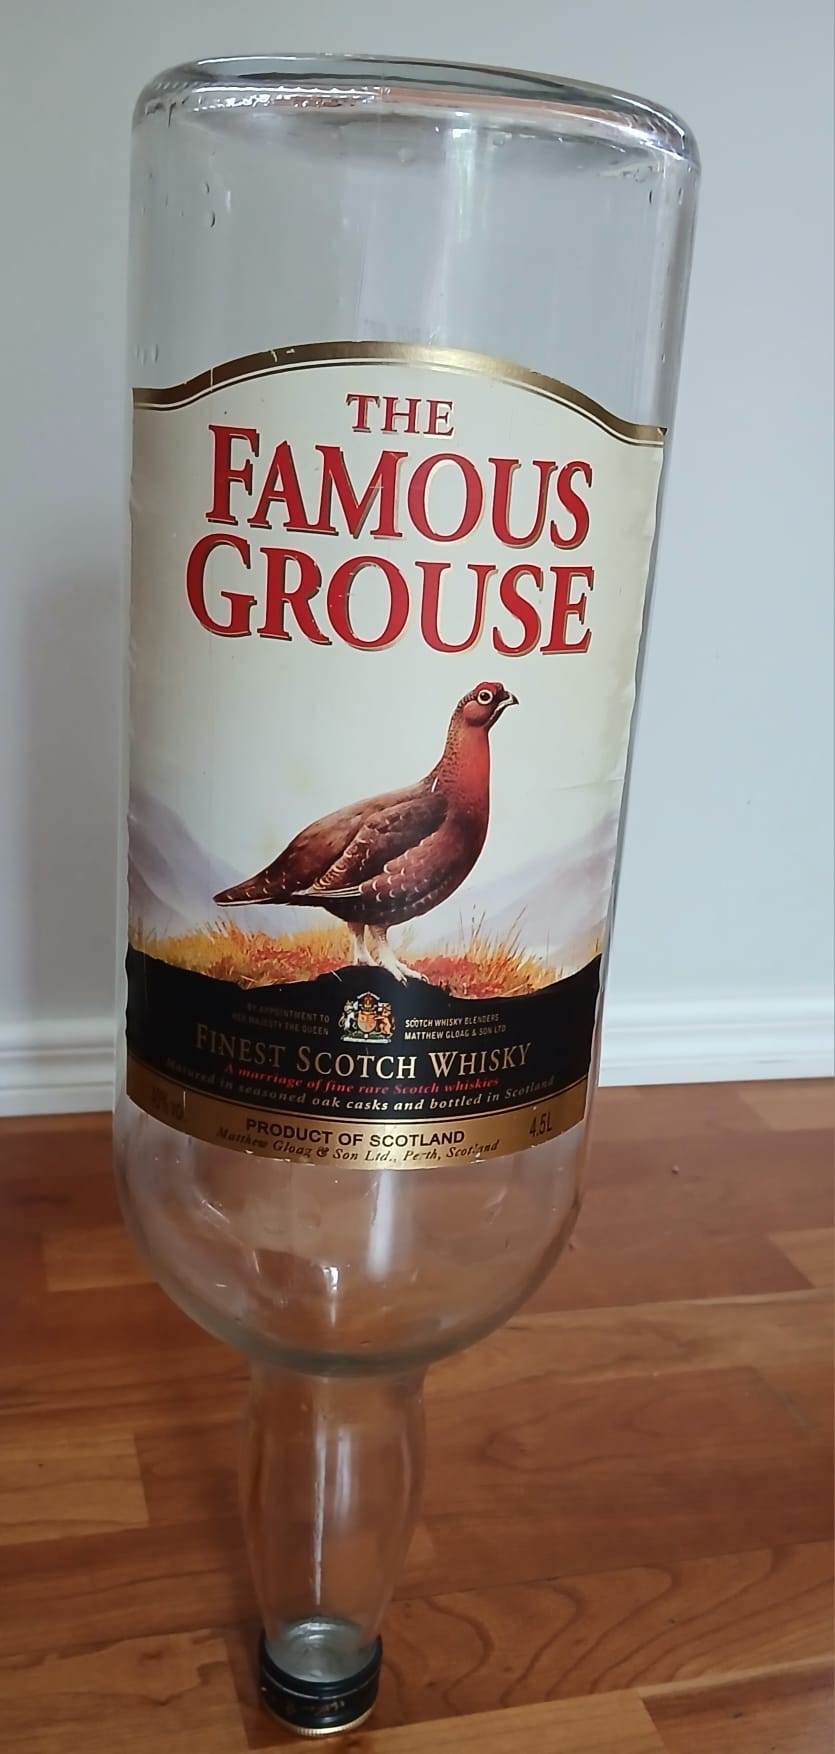 THE
FAMOUS
GROUSE
BY APPOINTMENT TO
HER MAJESTY THE QUEEN
SCOTCH WHISKY BLENDERS
MATTHEW GLOAG & SON LTD
FINEST SCOTCH WHISKY
A marriage of fine rare Scotch whiskies
Matured in seasoned oak casks and bottled in Scotland
40% vol
PRODUCT OF SCOTLAND
4,5L
Matthew Gloag & Son Ltd., Perth, Scotland